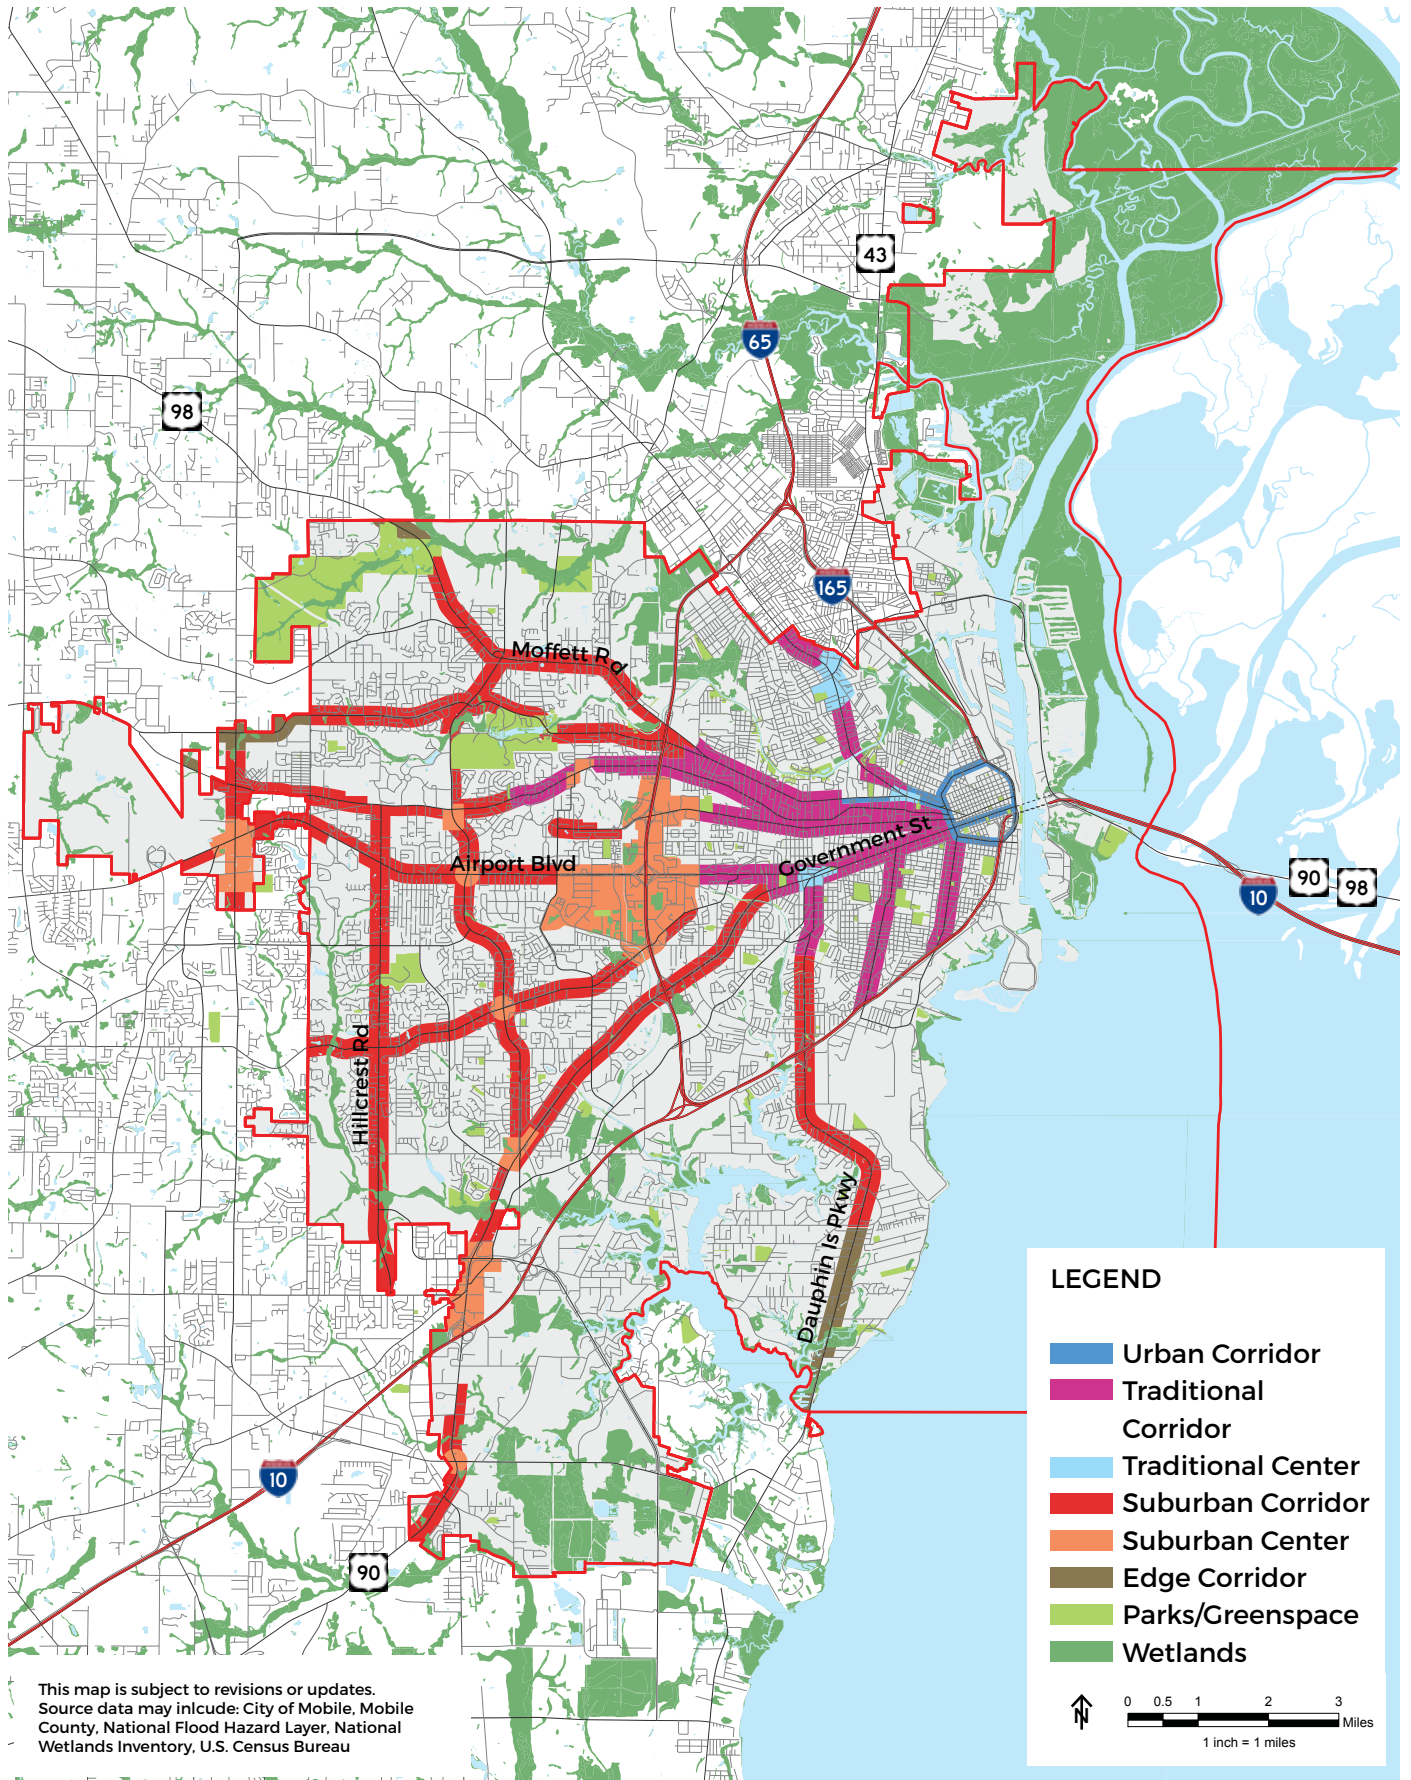 43
65
98
165
Moffett Rd
Government St
Airport Blvd
90
98
10
Hillcrest Rd
Dauphin Is Pkwy
10
90
LEGEND
Urban Corridor
Traditional
Corridor
Traditional Center
Suburban Corridor
Suburban Center
Edge Corridor
Parks/Greenspace
Wetlands
N
0 0.5 1 2 3
Miles
1 inch = 1 miles
This map is subject to revisions or updates.
Source data may inlcude: City of Mobile, Mobile
County, National Flood Hazard Layer, National
Wetlands Inventory, U.S. Census Bureau